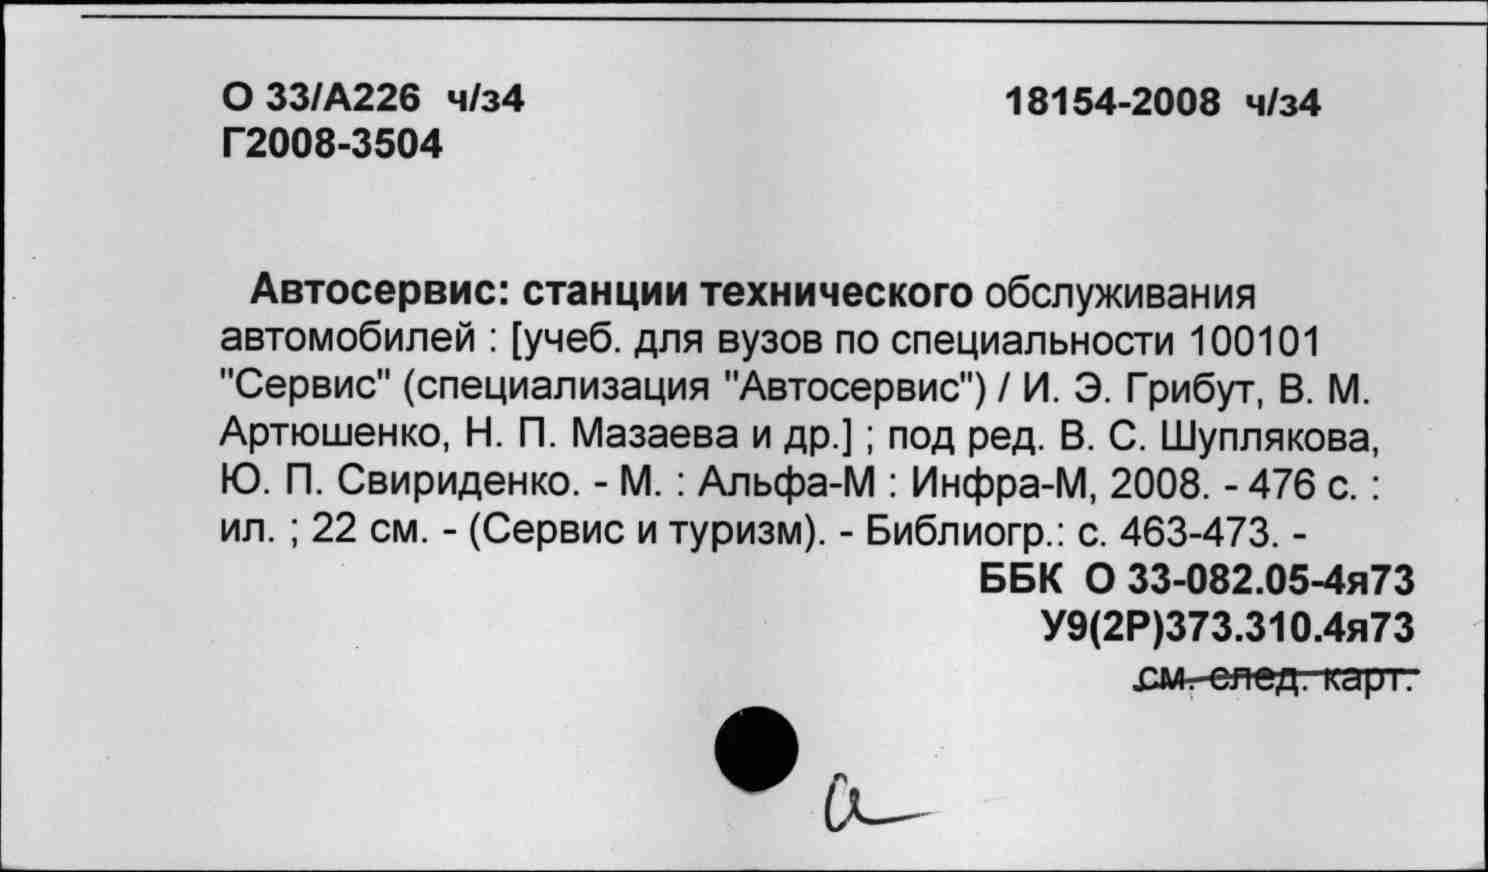 О 33/А226 ч/з4 18154-2008 ч/з4
Г2008-3504
Автосервис: станции технического обслуживания
автомобилей : [учеб. для вузов по специальности 100101
"Сервис" (специализация "Автосервис") / И. Э. Грибут, В. М.
Артюшенко, Н. П. Мазаева и др.] ; под ред. В. С. Шуплякова,
Ю. П. Свириденко. - М. : Альфа-М : Инфра-М, 2008. - 476 с. :
ил. ; 22 см. - (Сервис и туризм). - Библиогр.: с. 463-473. -
ББК О 33-082.05-4я73
У9(2Р)373.310.4я73
см. след. карт.
а